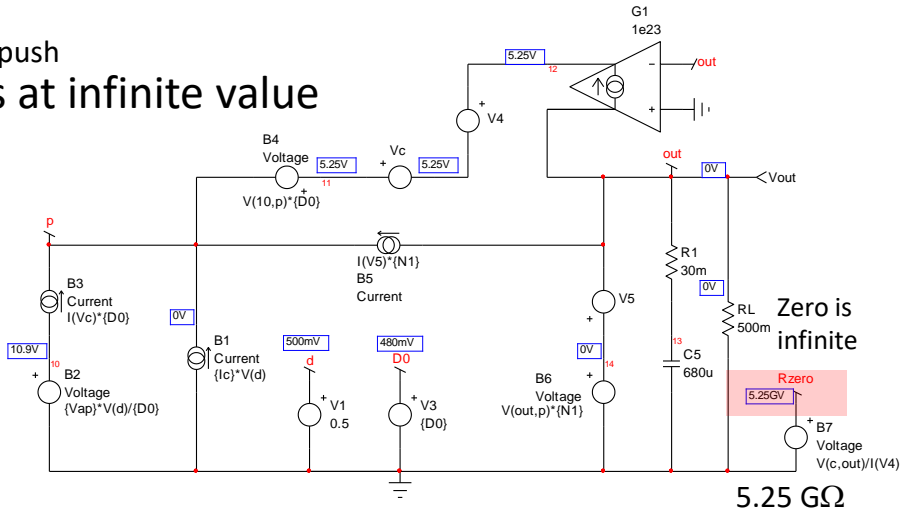 push
s at infinite value
G1
1e23
5.25V
12
/out
V4
B4
Voltage
5.25V
11
V(10,p)*{D0}
Vc
5.25V
out
0V
Vout
p
I(V5)*{N1}
B5
Current
R1
30m
B3
Current
I(Vc)*{D0}
0V
V5
0V
RL
500m
Zero is
infinite
10.9V
10
B1
Current
{Ic}*V(d)
500mV
d
480mV
D0
0V
14
13
C5
680u
B2
Voltage
{Vap}*V(d)/{D0}
V1
0.5
V3
{D0}
B6
Voltage
V(out,p)*{N1}
Rzero
5.25GV
B7
Voltage
V(c,out)/I(V4)
5.25 GΩ